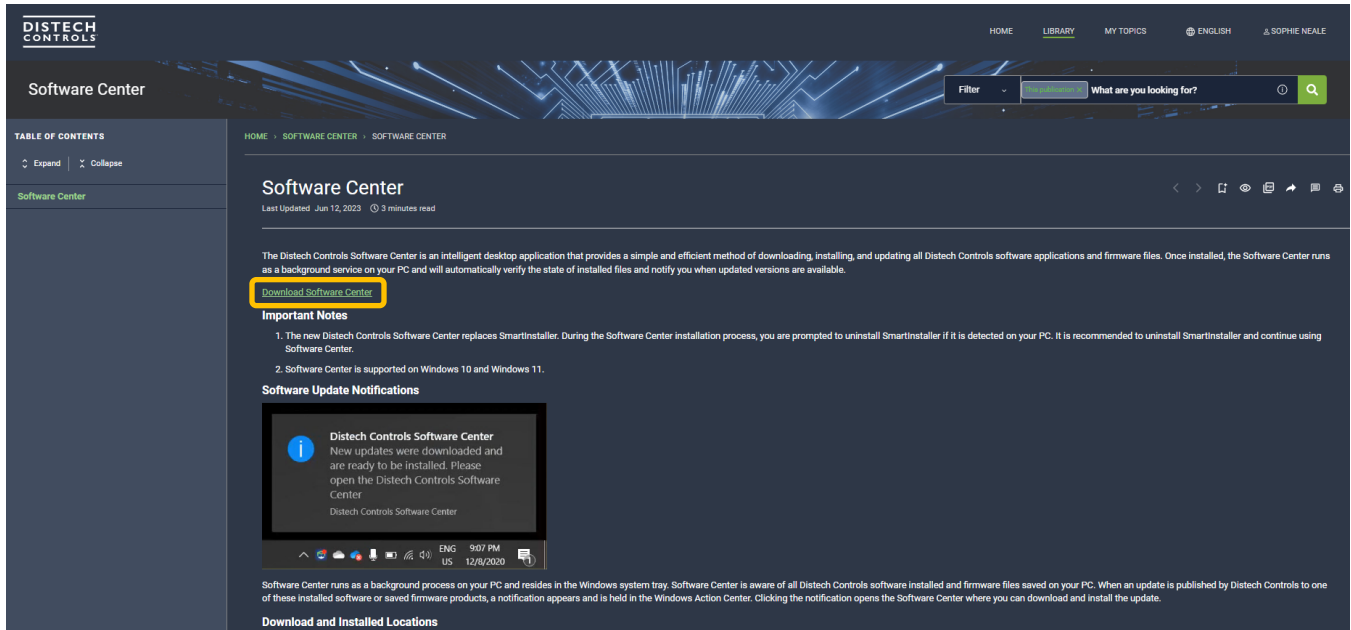 DISTECH
CONTROLS
HOME
LIBRARY
MY TOPICS
ENGLISH
SOPHIE NEALE
Software Center
Filter
This publication ×
What are you looking for?
TABLE OF CONTENTS
Expand
Collapse
Software Center
HOME › SOFTWARE CENTER › SOFTWARE CENTER
Software Center
Last Updated Jun 12, 2023 3 minutes read
The Distech Controls Software Center is an intelligent desktop application that provides a simple and efficient method of downloading, installing, and updating all Distech Controls software applications and firmware files. Once installed, the Software Center runs
as a background service on your PC and will automatically verify the state of installed files and notify you when updated versions are available.
Download Software Center
Important Notes
1. The new Distech Controls Software Center replaces SmartInstaller. During the Software Center installation process, you are prompted to uninstall SmartInstaller if it is detected on your PC. It is recommended to uninstall SmartInstaller and continue using
Software Center.
2. Software Center is supported on Windows 10 and Windows 11.
Software Update Notifications
Distech Controls Software Center
New updates were downloaded and
are ready to be installed. Please
open the Distech Controls Software
Center
Distech Controls Software Center
ENG
US
9:07 PM
12/8/2020
1
Software Center runs as a background process on your PC and resides in the Windows system tray. Software Center is aware of all Distech Controls software installed and firmware files saved on your PC. When an update is published by Distech Controls to one
of these installed software or saved firmware products, a notification appears and is held in the Windows Action Center. Clicking the notification opens the Software Center where you can download and install the update.
Download and Installed Locations